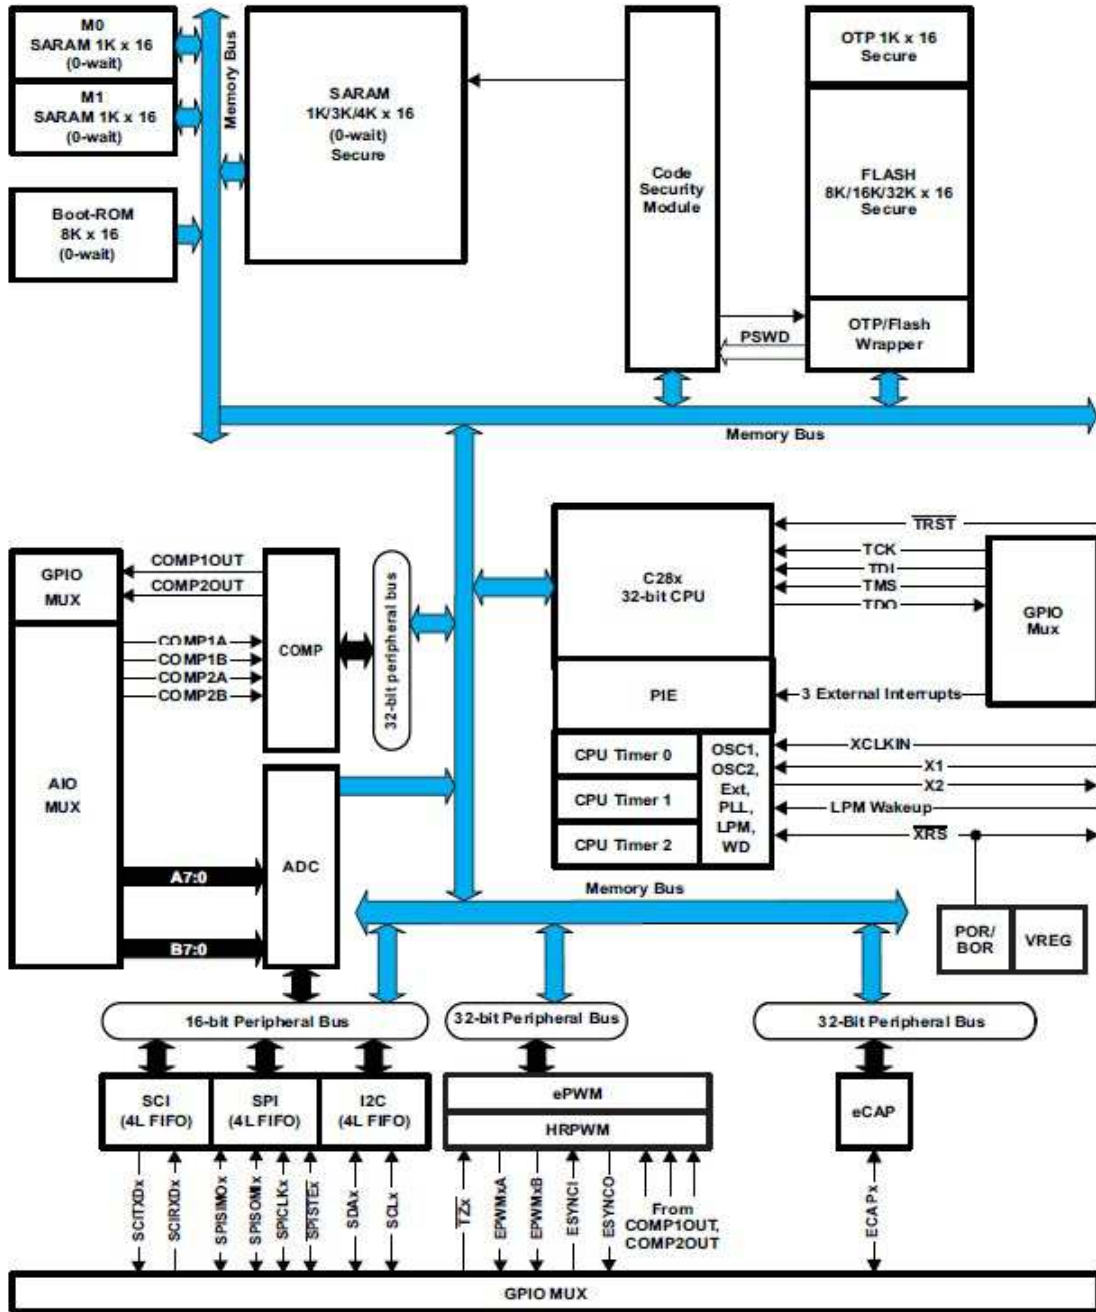 M0
SARAM 1K x 16
(0-wait)
M1
SARAM 1K x 16
(0-wait)
Boot-ROM
8K x 16
(0-wait)
Memory Bus
SARAM
1K/3K/4K x 16
(0-wait)
Secure
Code
Security
Module
PSWD
OTP 1K x 16
Secure
FLASH
8K/16K/32K x 16
Secure
OTP/Flash
Wrapper
Memory Bus
GPIO
MUX
AIO
MUX
COMP1OUT
COMP2OUT
COMP1A
COMP1B
COMP2A
COMP2B
COMP
32-bit peripheral bus
A7:0
B7:0
ADC
C28x
32-bit CPU
PIE
CPU Timer 0
CPU Timer 1
CPU Timer 2
OSC1,
OSC2,
Ext,
PLL,
LPM,
WD
TRST
TCK
TDI
TMS
TDO
GPIO
Mux
3 External Interrupts
XCLKIN
X1
X2
LPM Wakeup
XRS
POR/
BOR
VREG
Memory Bus
16-bit Peripheral Bus
32-bit Peripheral Bus
32-Bit Peripheral Bus
SCI
(4L FIFO)
SPI
(4L FIFO)
I2C
(4L FIFO)
ePWM
HRPWM
eCAP
SCITXDx
SCIRXDx
SPISIMOx
SPISOMIx
SPICLKx
SPISTEx
SDAx
SCLx
TZx
EPWMxA
EPWMxB
ESYNCI
ESYNCO
From
COMP1OUT,
COMP2OUT
ECAPx
GPIO MUX